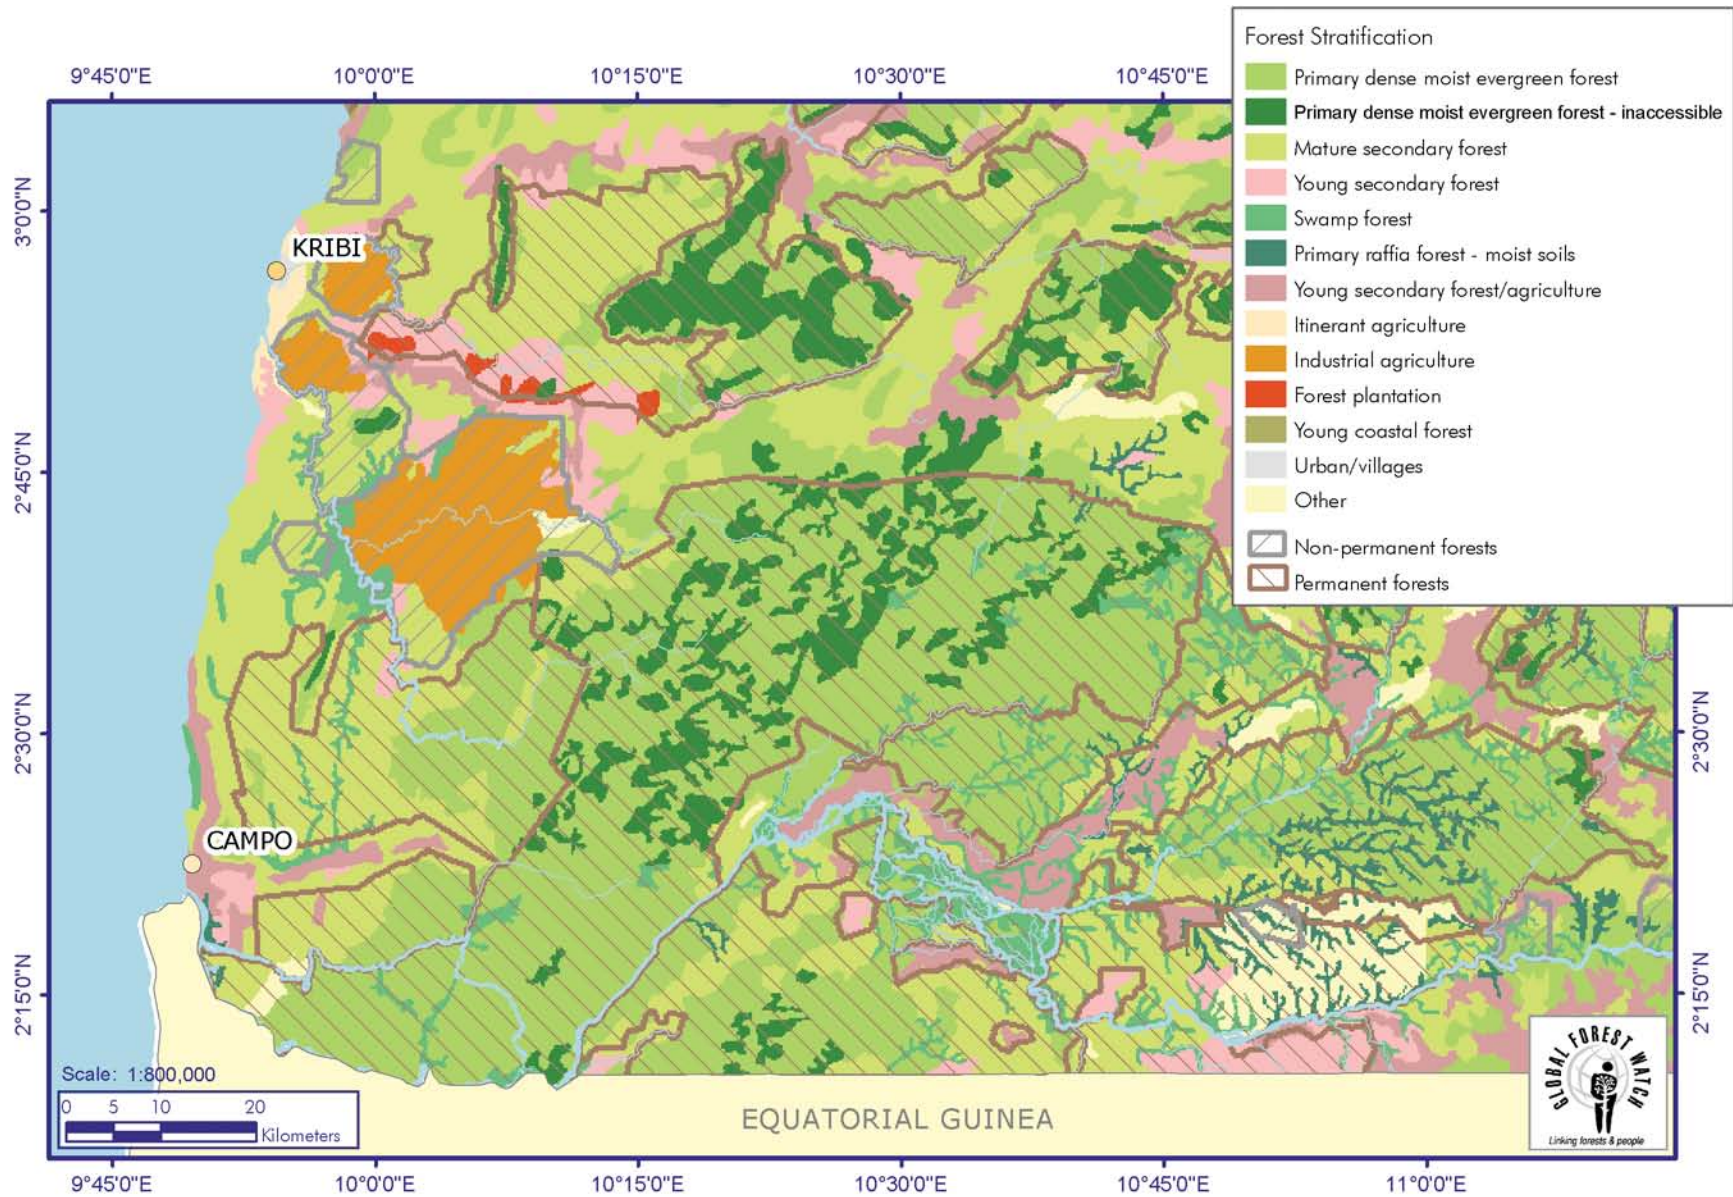 Forest Stratification
Primary dense moist evergreen forest
Primary dense moist evergreen forest - inaccessible
Mature secondary forest
Young secondary forest
Swamp forest
Primary raffia forest - moist soils
Young secondary forest/agriculture
Itinerant agriculture
Industrial agriculture
Forest plantation
Young coastal forest
Urban/villages
Other
Non-permanent forests
Permanent forests
9°45'0"E 10°0'0"E 10°15'0"E 10°30'0"E 10°45'0"E
3°0'0"N
KRIBI
2°45'0"N
2°30'0"N 2°30'0"N
CAMPO
2°15'0"N 2°15'0"N
Scale: 1:800,000
0 5 10 20
Kilometers
EQUATORIAL GUINEA
GLOBAL FOREST WATCH
Linking forests & people
9°45'0"E 10°0'0"E 10°15'0"E 10°30'0"E 10°45'0"E 11°0'0"E